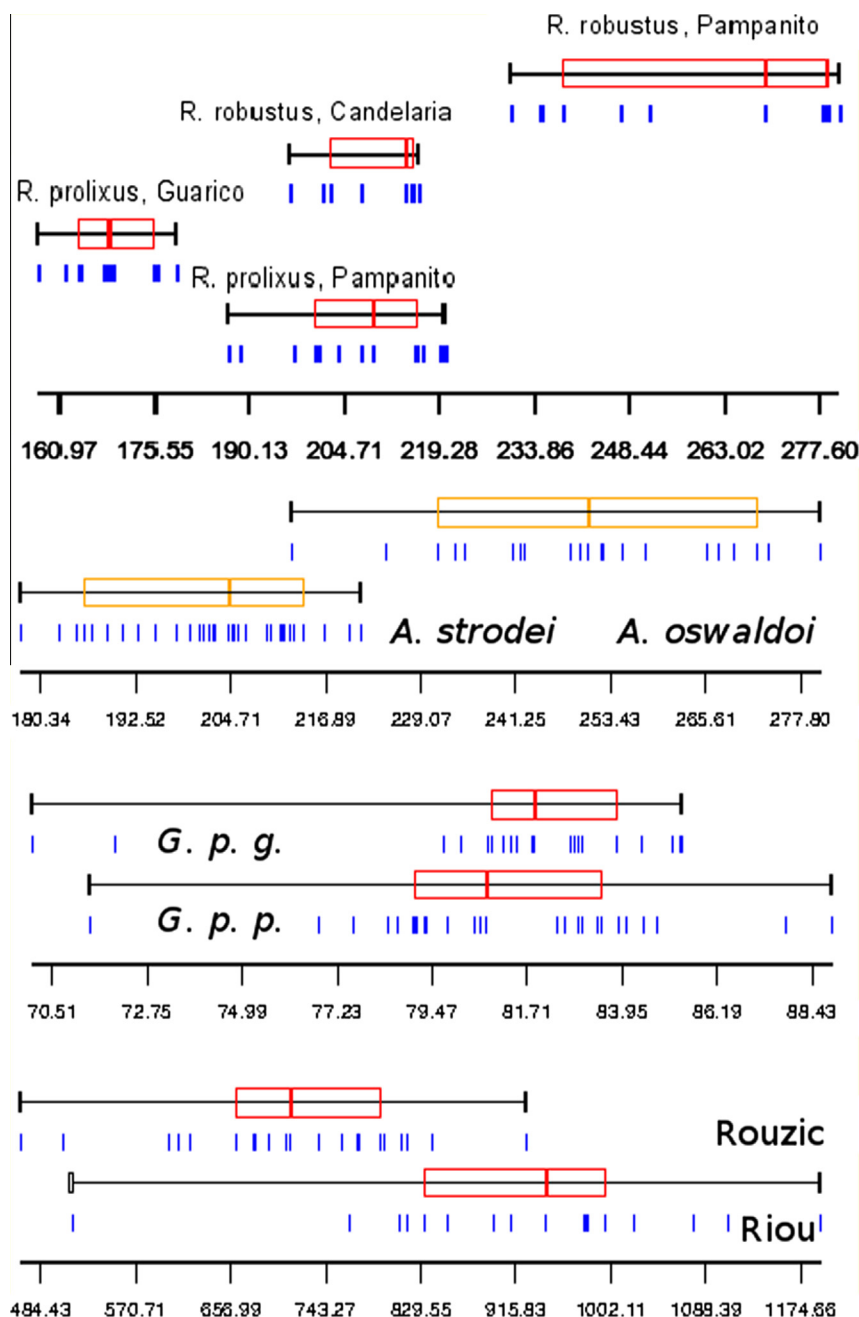 R. robustus, Pampanito
R. robustus, Candelaria
R. prolixus, Guarico
R. prolixus, Pampanito
160.97 175.55 190.13 204.71 219.28 233.86 248.44 263.02 277.60
A. strodei A. oswaldoi
180.34 192.52 204.71 216.89 229.07 241.25 253.43 265.61 277.80
G. p. g.
G. p. p.
70.51 72.75 74.99 77.23 79.47 81.71 83.95 86.19 88.43
Rouzic
Riou
484.43 570.71 656.99 743.27 829.55 915.83 1002.11 1088.39 1174.66